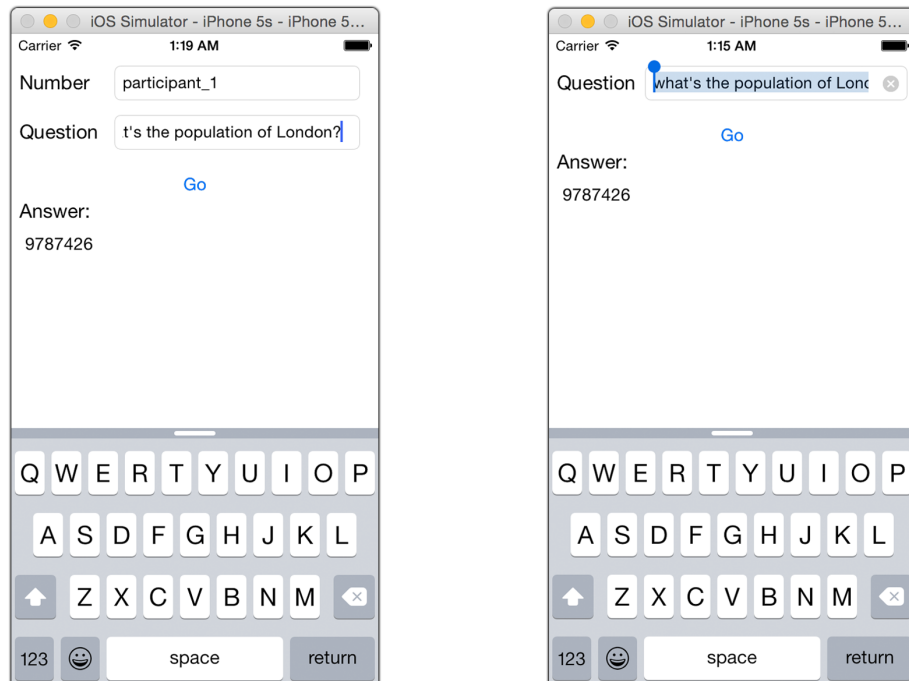 iOS Simulator - iPhone 5s - iPhone 5...
Carrier 1:19 AM
Number participant_1
Question t's the population of London?
Go
Answer:
9787426
Q W E R T Y U I O P
A S D F G H J K L
Z X C V B N M
123 space return
iOS Simulator - iPhone 5s - iPhone 5...
Carrier 1:15 AM
Question what's the population of Lond
Go
Answer:
9787426
Q W E R T Y U I O P
A S D F G H J K L
Z X C V B N M
123 space return